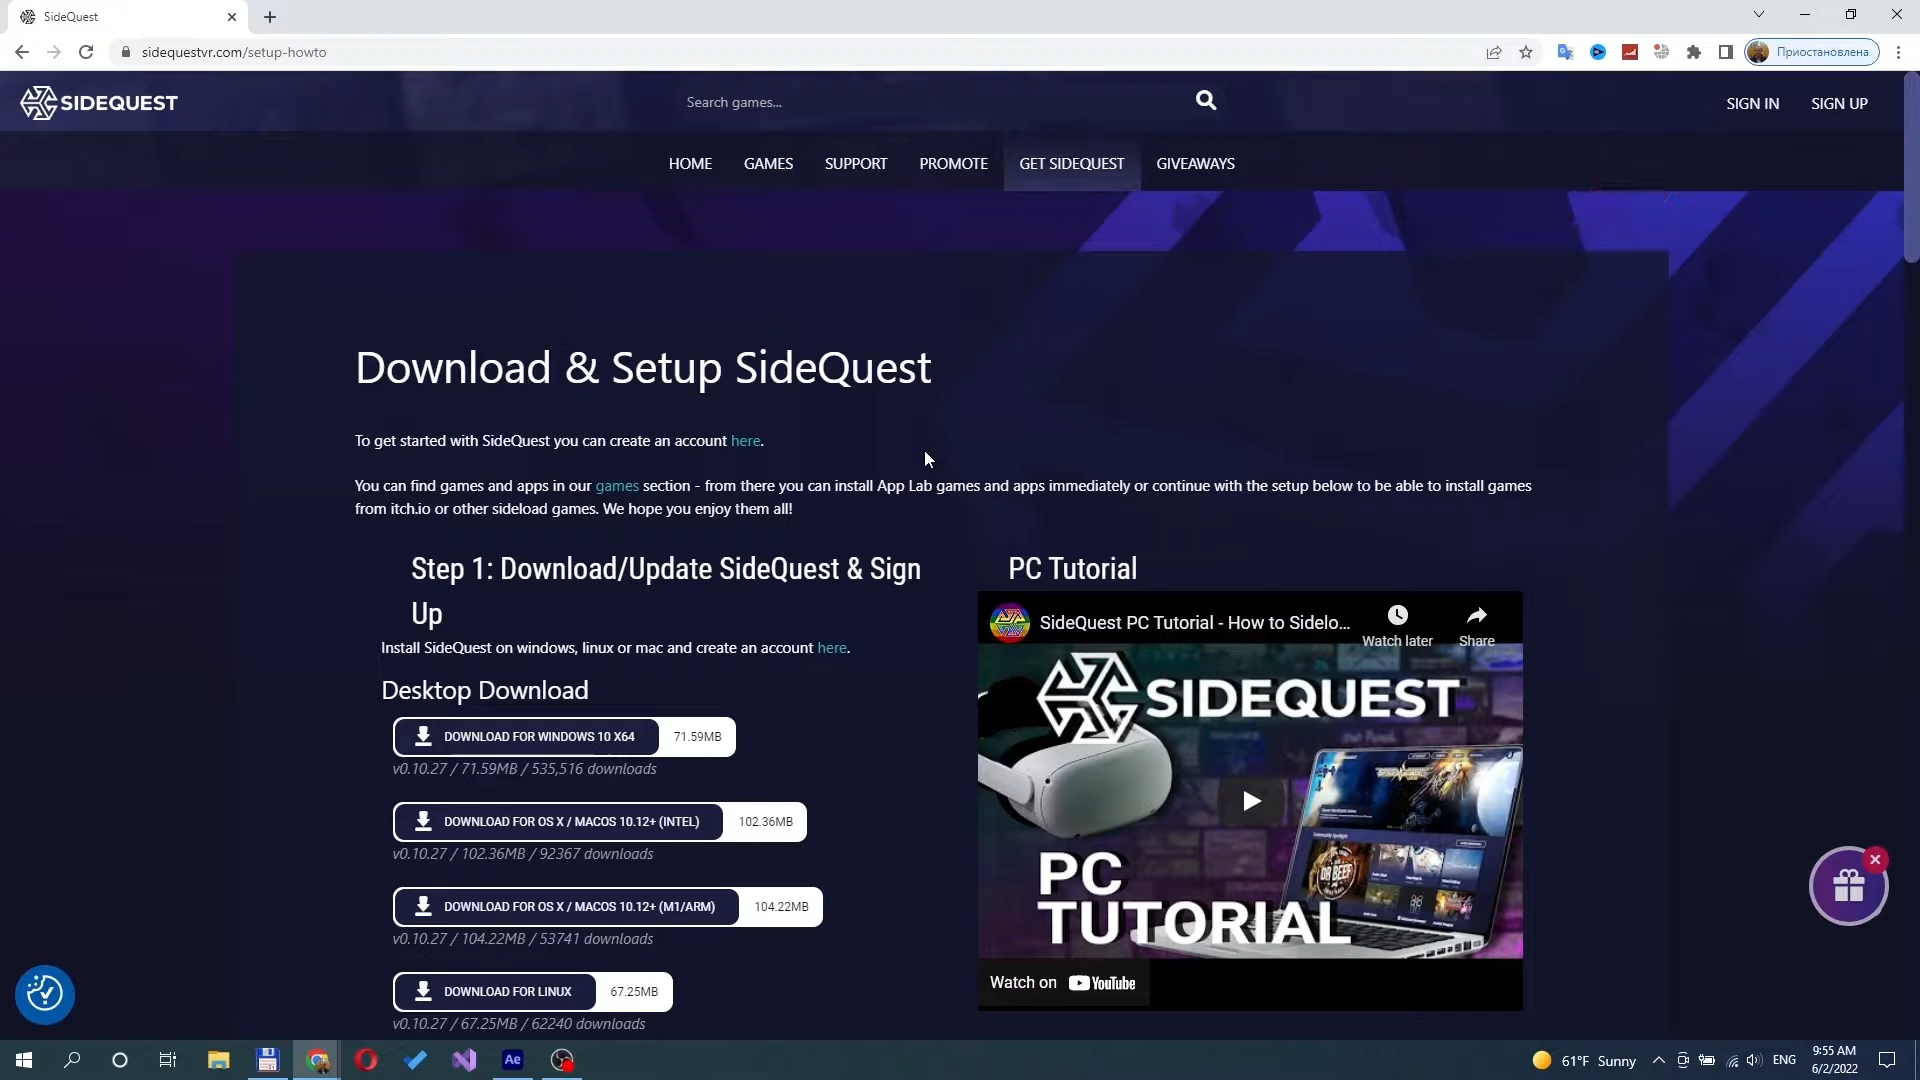 SideQuest
sidequestvr.com/setup-howto
Приостановлена
SIDEQUEST
Search games...
SIGN IN
SIGN UP
HOME
GAMES
SUPPORT
PROMOTE
GET SIDEQUEST
GIVEAWAYS
Download & Setup SideQuest
To get started with SideQuest you can create an account here.
You can find games and apps in our games section - from there you can install App Lab games and apps immediately or continue with the setup below to be able to install games
from itch.io or other sideload games. We hope you enjoy them all!
Step 1: Download/Update SideQuest & Sign
Up
Install SideQuest on windows, linux or mac and create an account here.
Desktop Download
DOWNLOAD FOR WINDOWS 10 X64 71.59MB
v0.10.27 / 71.59MB / 535,516 downloads
DOWNLOAD FOR OS X / MACOS 10.12+ (INTEL) 102.36MB
v0.10.27 / 102.36MB / 92367 downloads
DOWNLOAD FOR OS X / MACOS 10.12+ (M1/ARM) 104.22MB
v0.10.27 / 104.22MB / 53741 downloads
DOWNLOAD FOR LINUX 67.25MB
v0.10.27 / 67.25MB / 62240 downloads
PC Tutorial
SideQuest PC Tutorial - How to Sidelo...
Watch later
Share
SIDEQUEST
PC
TUTORIAL
DR BEEF
Watch on YouTube
Ae
61°F Sunny
ENG
9:55 AM
6/2/2022